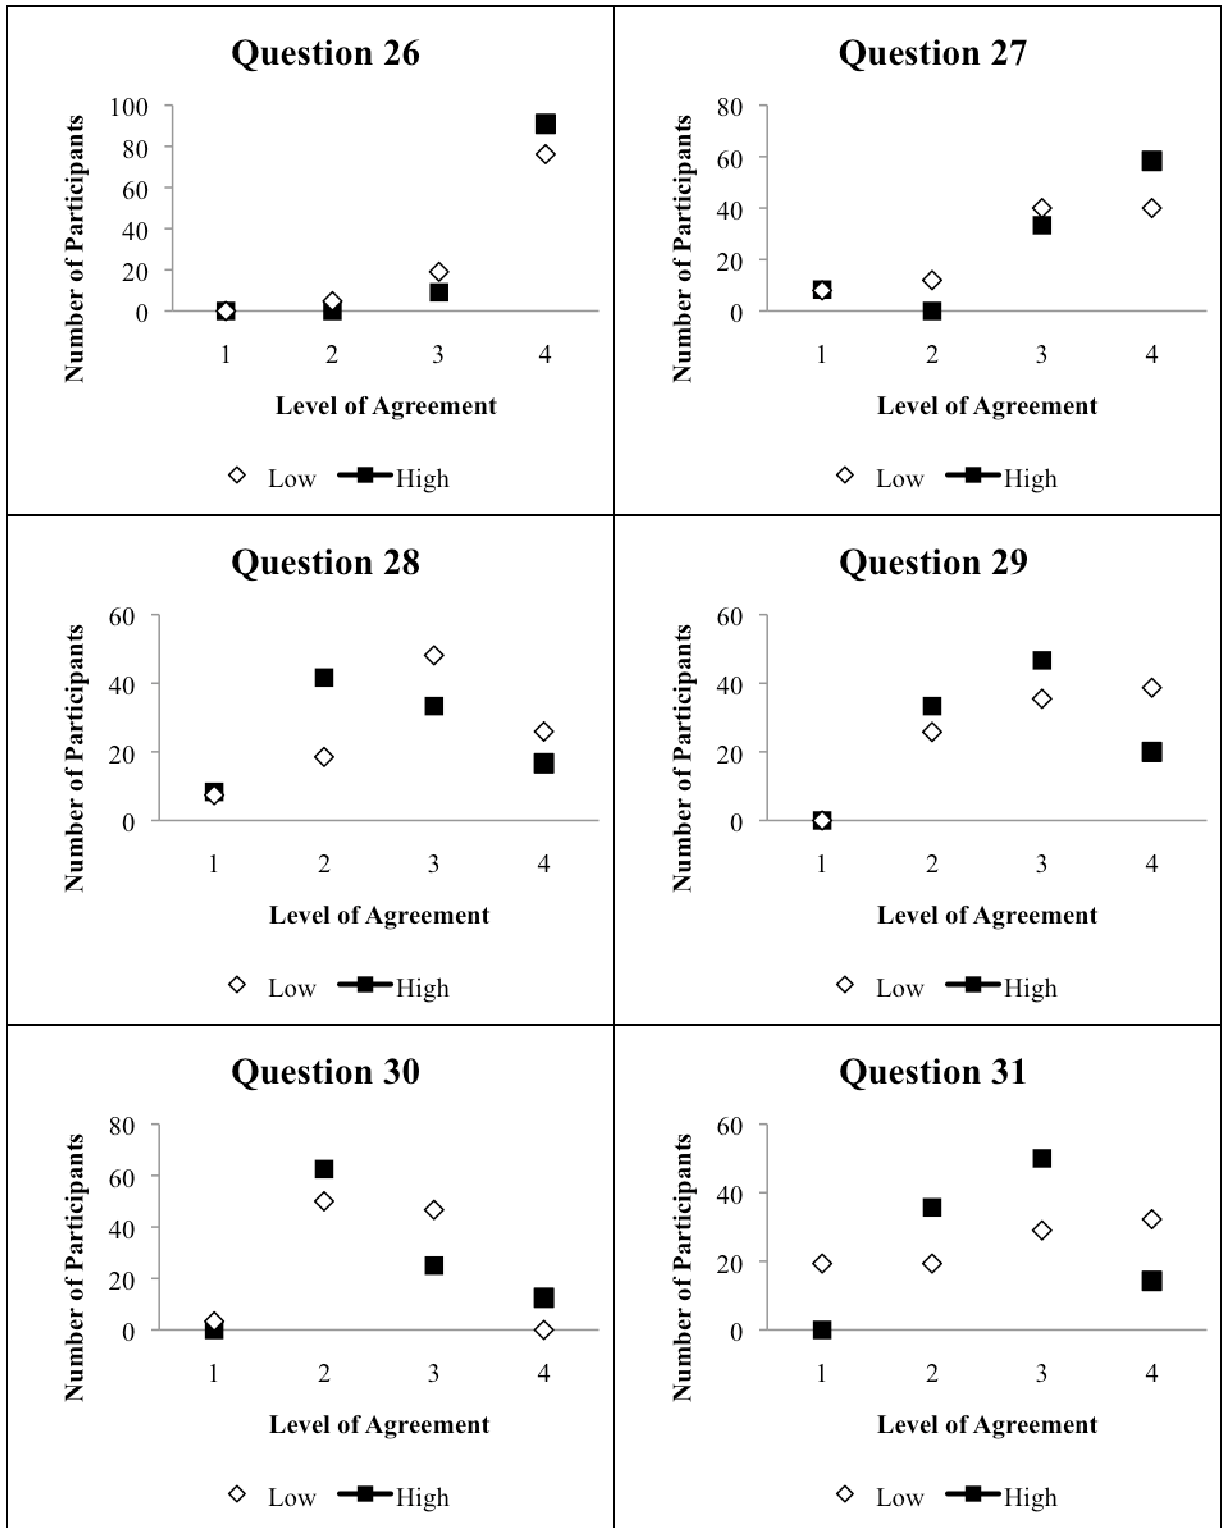 Question 26
Number of Participants
100
80
60
40
20
0
1 2 3 4
Level of Agreement
Low High
Question 27
Number of Participants
80
60
40
20
0
1 2 3 4
Level of Agreement
Low High
Question 28
Number of Participants
60
40
20
0
1 2 3 4
Level of Agreement
Low High
Question 29
Number of Participants
60
40
20
0
1 2 3 4
Level of Agreement
Low High
Question 30
Number of Participants
80
60
40
20
0
1 2 3 4
Level of Agreement
Low High
Question 31
Number of Participants
60
40
20
0
1 2 3 4
Level of Agreement
Low High